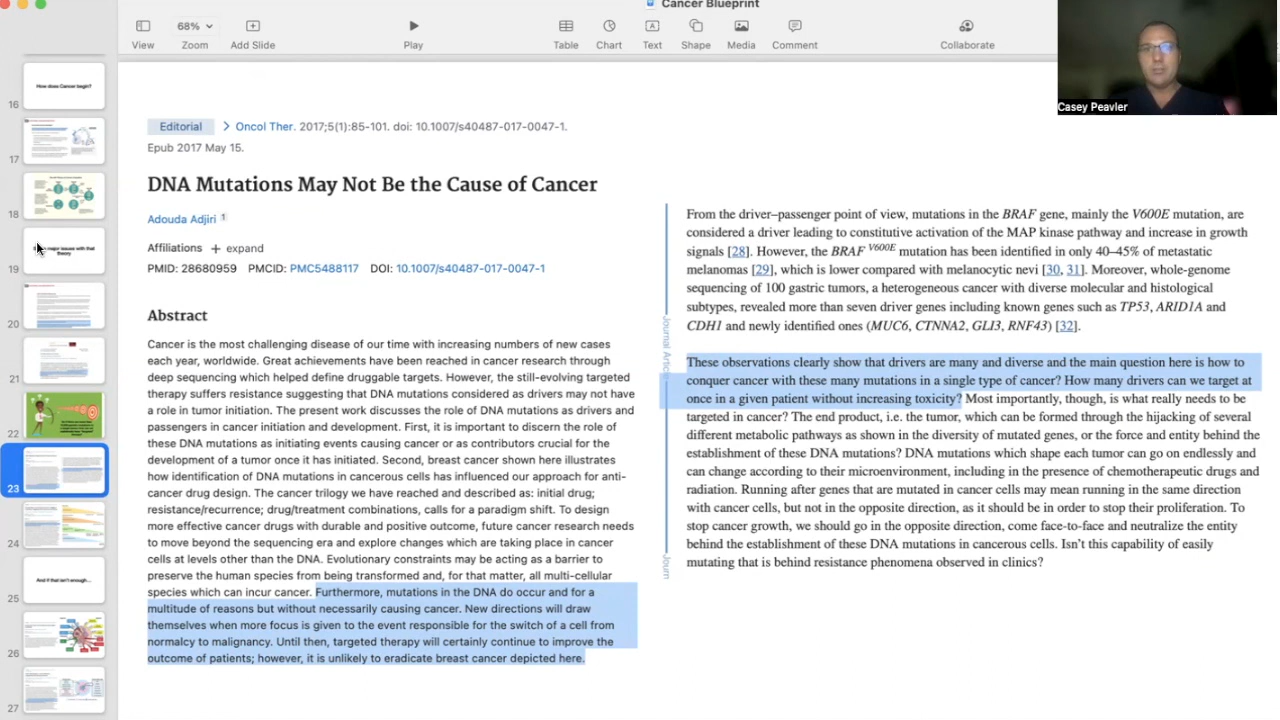 Cancer Blueprint
68%
View
Zoom
Add Slide
Play
Table
Chart
Text
Shape
Media
Comment
Collaborate
Casey Peavler
How does Cancer begin?
16
17
18
major issues with that
theory
19
20
21
22
23
24
And if that isn't enough...
25
26
27
Editorial > Oncol Ther. 2017;5(1):85-101. doi: 10.1007/s40487-017-0047-1.
Epub 2017 May 15.
DNA Mutations May Not Be the Cause of Cancer
Adouda Adjiri 1
Affiliations + expand
PMID: 28680959 PMCID: PMC5488117 DOI: 10.1007/s40487-017-0047-1
Abstract
Cancer is the most challenging disease of our time with increasing numbers of new cases
each year, worldwide. Great achievements have been reached in cancer research through
deep sequencing which helped define druggable targets. However, the still-evolving targeted
therapy suffers resistance suggesting that DNA mutations considered as drivers may not have
a role in tumor initiation. The present work discusses the role of DNA mutations as drivers and
passengers in cancer initiation and development. First, it is important to discern the role of
these DNA mutations as initiating events causing cancer or as contributors crucial for the
development of a tumor once it has initiated. Second, breast cancer shown here illustrates
how identification of DNA mutations in cancerous cells has influenced our approach for anti-
cancer drug design. The cancer trilogy we have reached and described as: initial drug;
resistance/recurrence; drug/treatment combinations, calls for a paradigm shift. To design
more effective cancer drugs with durable and positive outcome, future cancer research needs
to move beyond the sequencing era and explore changes which are taking place in cancer
cells at levels other than the DNA. Evolutionary constraints may be acting as a barrier to
preserve the human species from being transformed and, for that matter, all multi-cellular
species which can incur cancer. Furthermore, mutations in the DNA do occur and for a
multitude of reasons but without necessarily causing cancer. New directions will draw
themselves when more focus is given to the event responsible for the switch of a cell from
normalcy to malignancy. Until then, targeted therapy will certainly continue to improve the
outcome of patients; however, it is unlikely to eradicate breast cancer depicted here.
Journal Artic
Journ
From the driver–passenger point of view, mutations in the BRAF gene, mainly the V600E mutation, are
considered a driver leading to constitutive activation of the MAP kinase pathway and increase in growth
signals [28]. However, the BRAF V600E mutation has been identified in only 40–45% of metastatic
melanomas [29], which is lower compared with melanocytic nevi [30, 31]. Moreover, whole-genome
sequencing of 100 gastric tumors, a heterogeneous cancer with diverse molecular and histological
subtypes, revealed more than seven driver genes including known genes such as TP53, ARID1A and
CDH1 and newly identified ones (MUC6, CTNNA2, GLI3, RNF43) [32].
These observations clearly show that drivers are many and diverse and the main question here is how to
conquer cancer with these many mutations in a single type of cancer? How many drivers can we target at
once in a given patient without increasing toxicity? Most importantly, though, is what really needs to be
targeted in cancer? The end product, i.e. the tumor, which can be formed through the hijacking of several
different metabolic pathways as shown in the diversity of mutated genes, or the force and entity behind the
establishment of these DNA mutations? DNA mutations which shape each tumor can go on endlessly and
can change according to their microenvironment, including in the presence of chemotherapeutic drugs and
radiation. Running after genes that are mutated in cancer cells may mean running in the same direction
with cancer cells, but not in the opposite direction, as it should be in order to stop their proliferation. To
stop cancer growth, we should go in the opposite direction, come face-to-face and neutralize the entity
behind the establishment of these DNA mutations in cancerous cells. Isn't this capability of easily
mutating that is behind resistance phenomena observed in clinics?